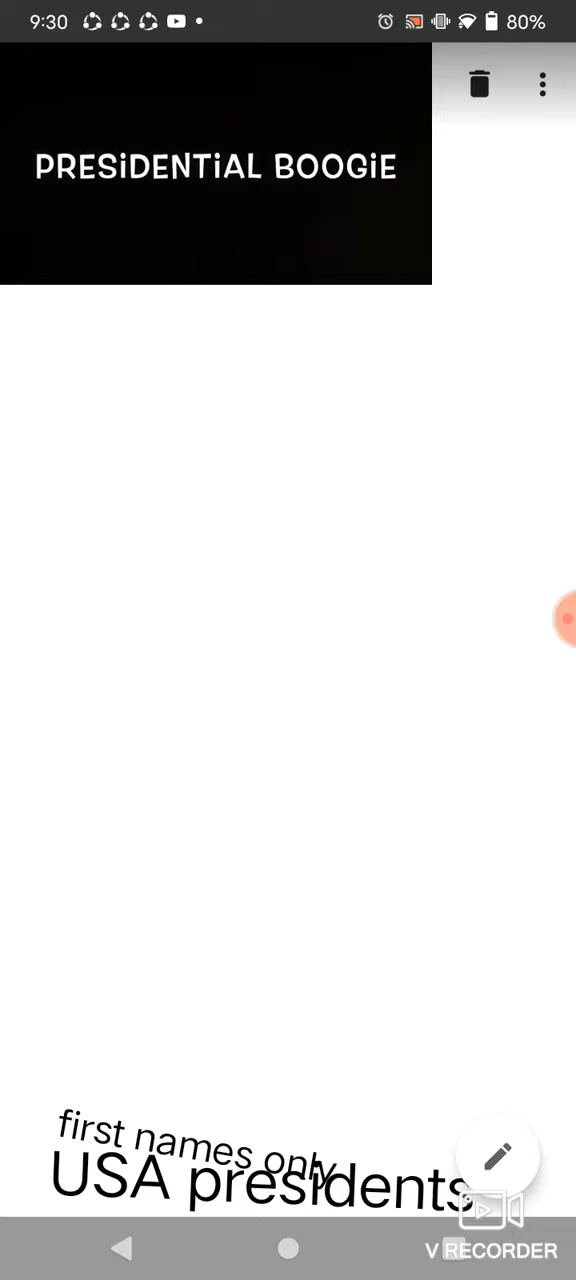 9:30
80%
PRESiDENTiAL BOOGiE
first names only
USA presidents
V RECORDER